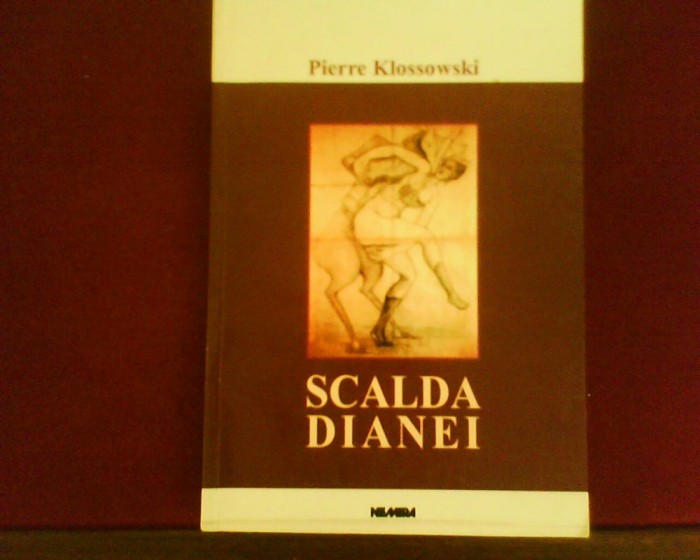 Pierre Klossowski
SCALDA
DIANEI
NEMIRA